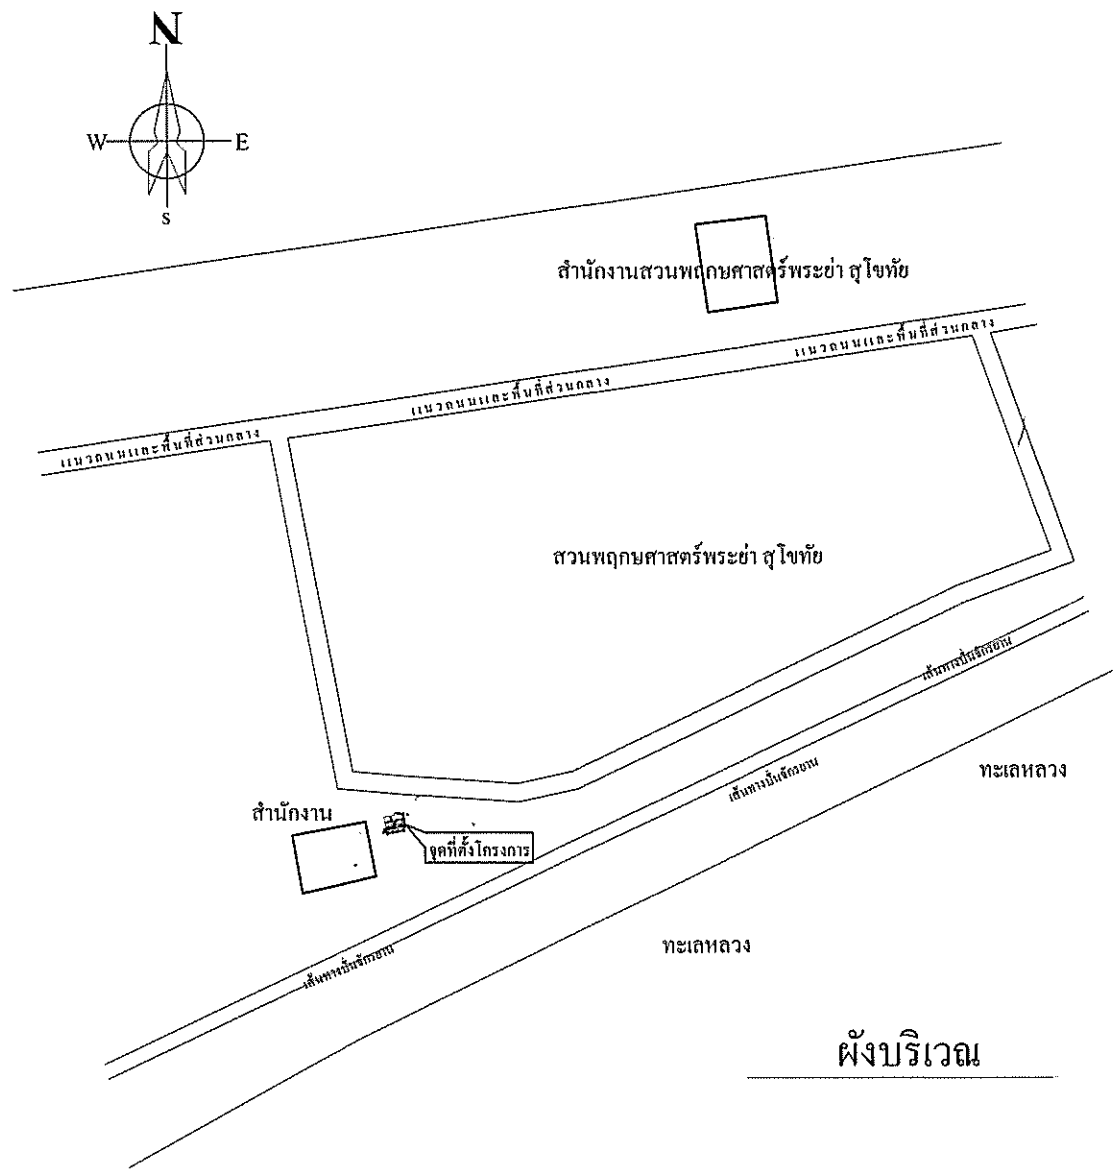 N
W
E
S
สำนักงานสวนพฤกษศาสตร์พระย่า สุโขทัย
แนวถนนและพื้นที่ส่วนกลาง
แนวถนนและพื้นที่ส่วนกลาง
แนวถนนและพื้นที่ส่วนกลาง
สวนพฤกษศาสตร์พระย่า สุโขทัย
เส้นทางปั่นจักรยาน
ทะเลหลวง
เส้นทางปั่นจักรยาน
สำนักงาน
จุดที่ตั้งโครงการ
ทะเลหลวง
เส้นทางปั่นจักรยาน
ผังบริเวณ